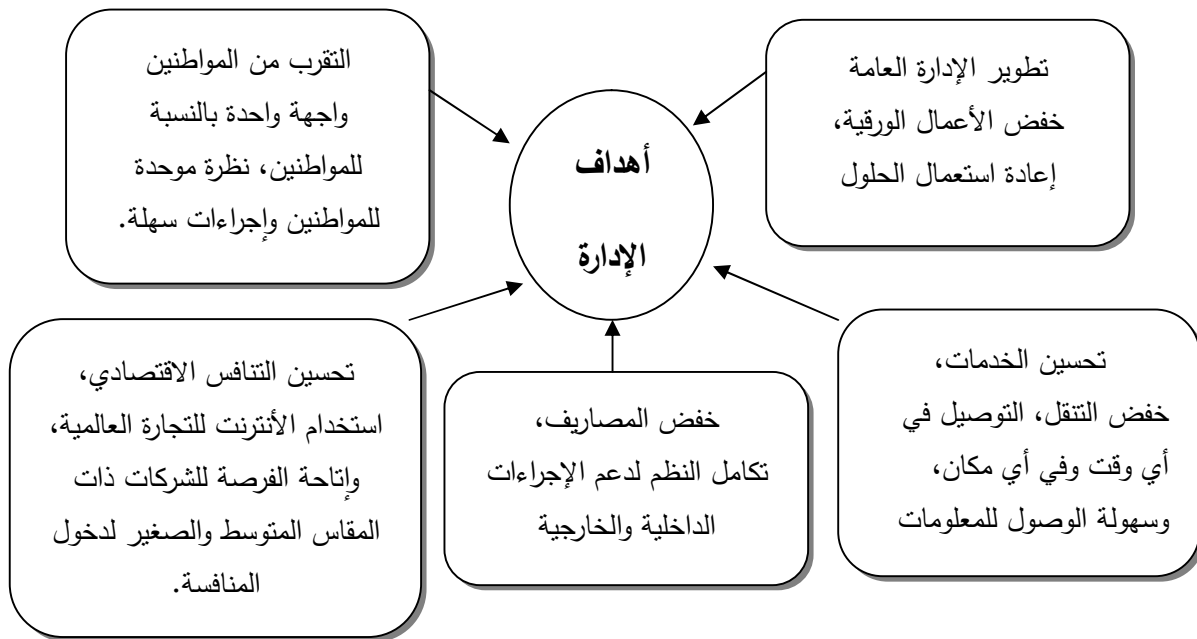 تطوير الإدارة العامة
خفض الأعمال الورقية،
إعادة استعمال الحلول
أهداف
الإدارة
التقرب من المواطنين
واجهة واحدة بالنسبة
للمواطنين، نظرة موحدة
للمواطنين وإجراءات سهلة.
تحسين الخدمات،
خفض التنقل، التوصيل في
أي وقت وفي أي مكان،
وسهولة الوصول للمعلومات
خفض المصاريف،
تكامل النظم لدعم الإجراءات
الداخلية والخارجية
تحسين التنافس الاقتصادي،
استخدام الأنترنت للتجارة العالمية،
وإتاحة الفرصة للشركات ذات
المقاس المتوسط والصغير لدخول
المنافسة.